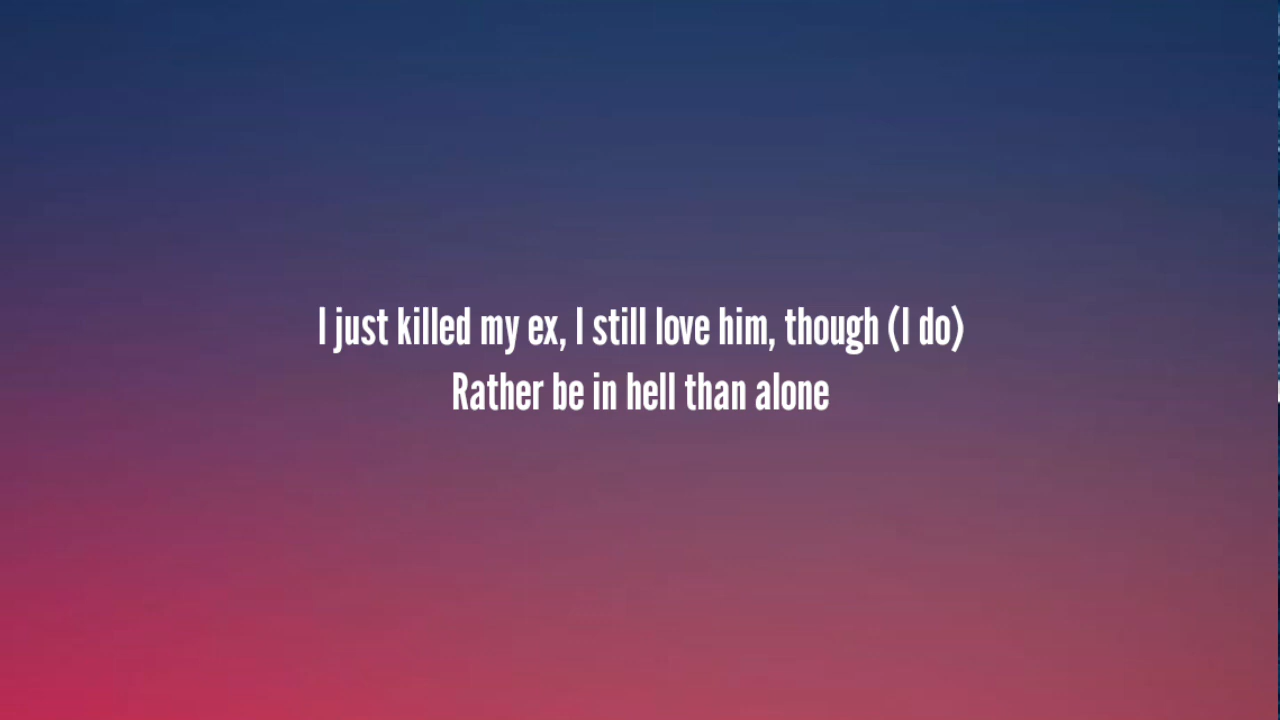 I just killed my ex, I still love him, though (I do)
Rather be in hell than alone